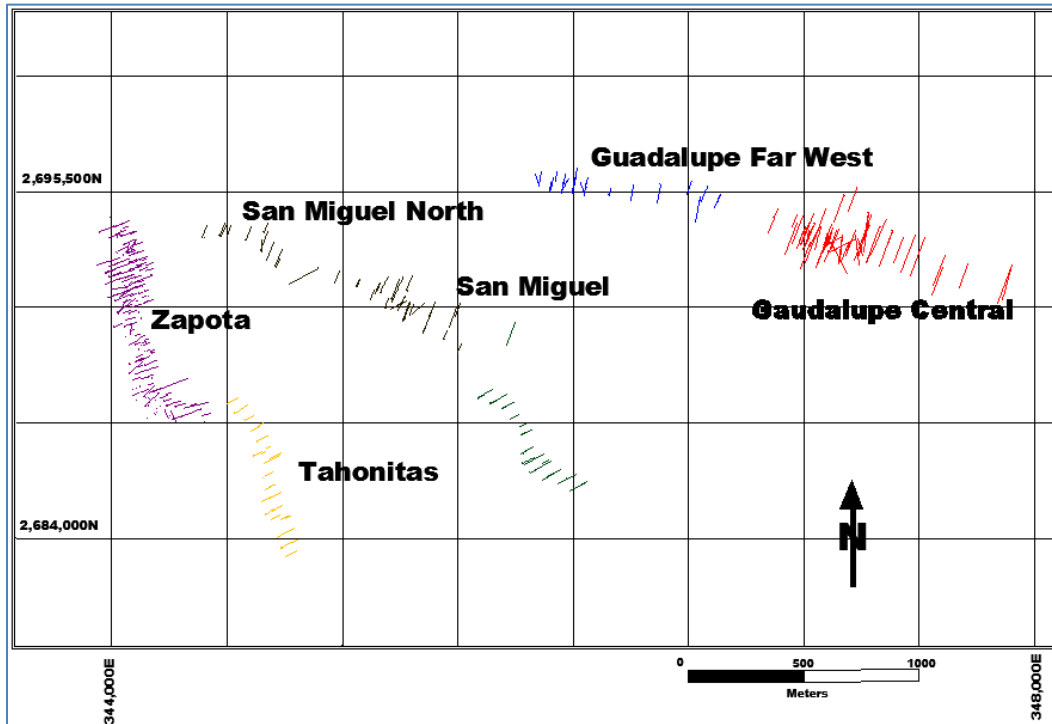 Guadalupe Far West
2,695,500N
San Miguel North
San Miguel
Zapota
Gaudalupe Central
Tahonitas
2,684,000N
N
0 500 1000
Meters
344,000E
348,000E